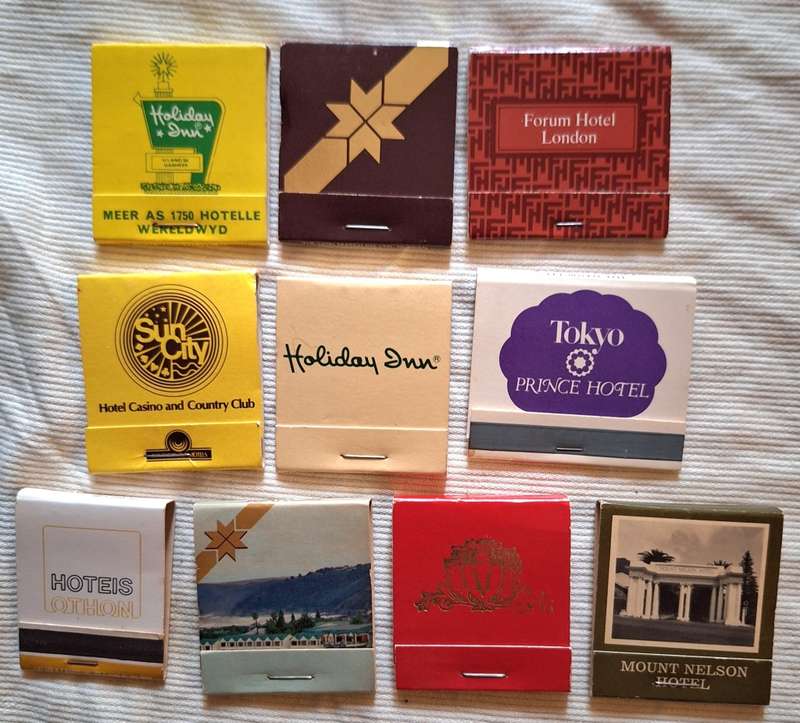 Holiday
Inn®
MEER AS 1750 HOTELLE
WÊRELDWYD
Forum Hotel
London
Sun
City
Hotel Casino and Country Club
HOTELS
Holiday Inn®
Tokyo
PRINCE HOTEL
HOTEIS
OTHON
MOUNT NELSON
HOTEL